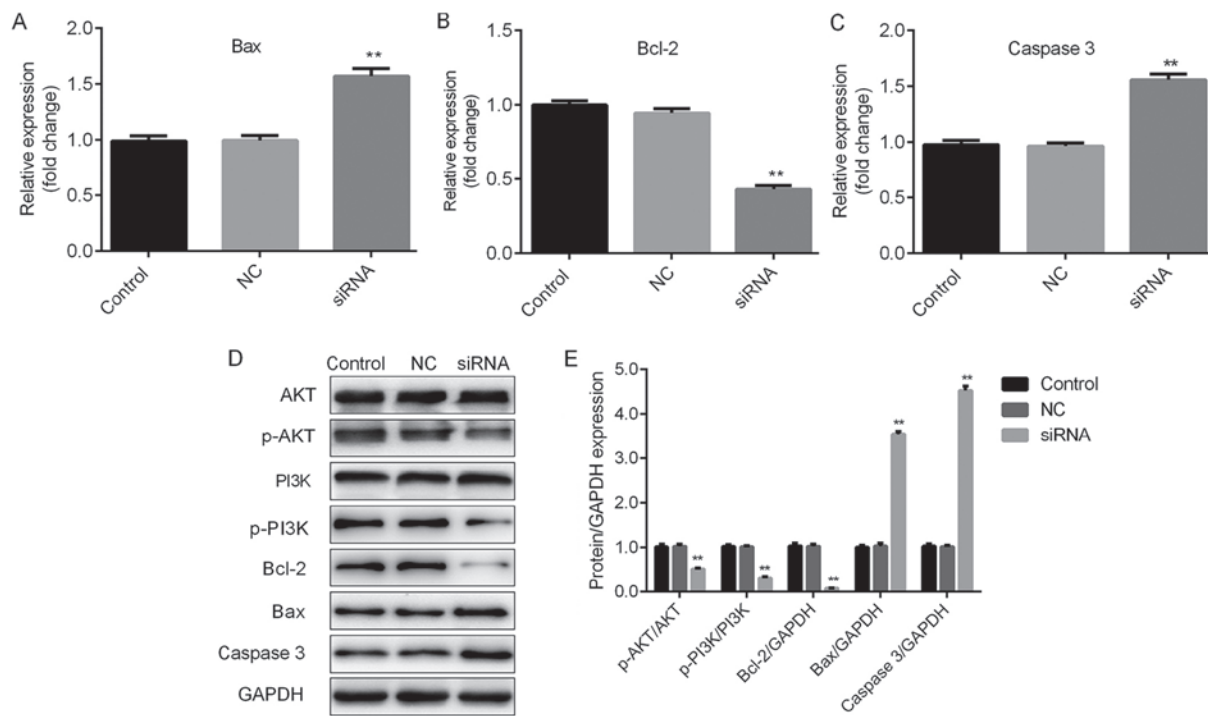 A
Bax
Relative expression
(fold change)
2.0
1.5
1.0
0.5
0.0
**
Control
NC
siRNA
B
Bcl-2
Relative expression
(fold change)
1.5
1.0
0.5
0.0
**
Control
NC
siRNA
C
Caspase 3
Relative expression
(fold change)
2.0
1.5
1.0
0.5
0.0
**
Control
NC
siRNA
D
Control NC siRNA
AKT
p-AKT
PI3K
p-PI3K
Bcl-2
Bax
Caspase 3
GAPDH
E
Protein/GAPDH expression
5.0
4.0
3.0
2.0
1.0
0.0
**
**
**
**
**
p-AKT/AKT
p-PI3K/PI3K
Bcl-2/GAPDH
Bax/GAPDH
Caspase 3/GAPDH
Control
NC
siRNA